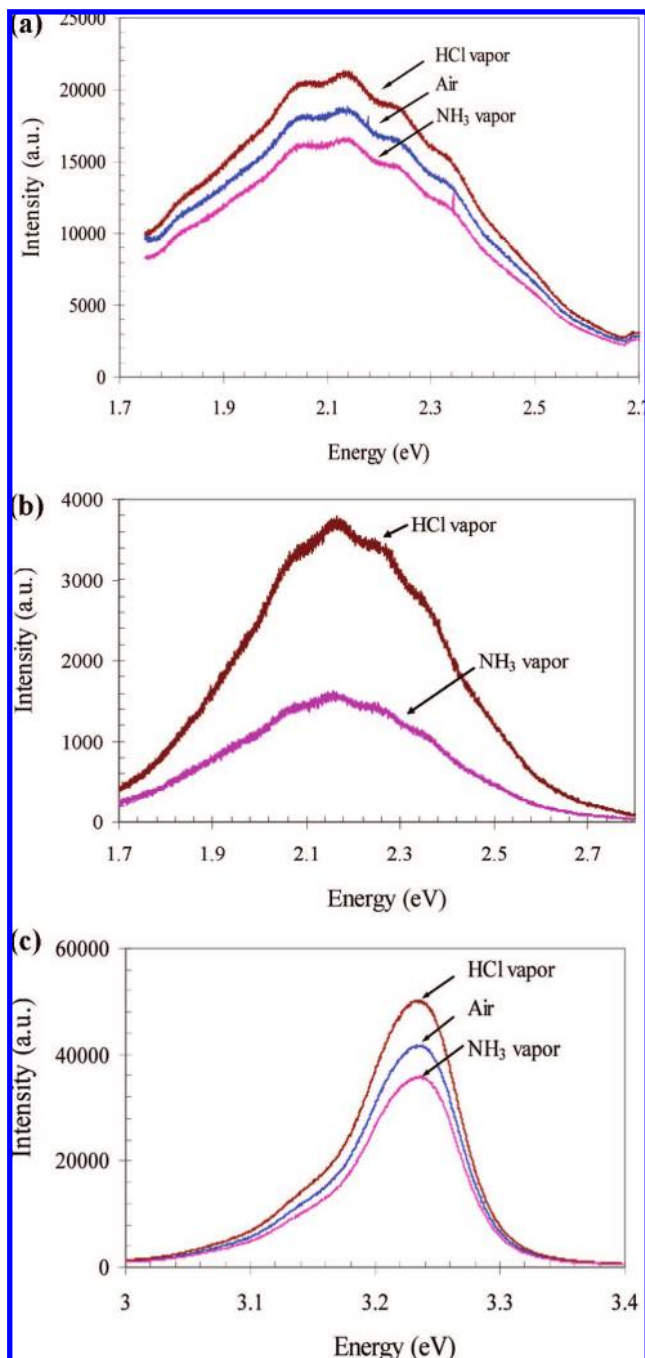 (a)
25000
20000
15000
10000
5000
0
Intensity (a.u.)
HCl vapor
Air
NH₃ vapor
1.7 1.9 2.1 2.3 2.5 2.7
Energy (eV)
(b)
4000
3000
2000
1000
0
Intensity (a.u.)
HCl vapor
NH₃ vapor
1.7 1.9 2.1 2.3 2.5 2.7
Energy (eV)
(c)
60000
40000
20000
0
Intensity (a.u.)
HCl vapor
Air
NH₃ vapor
3 3.1 3.2 3.3 3.4
Energy (eV)